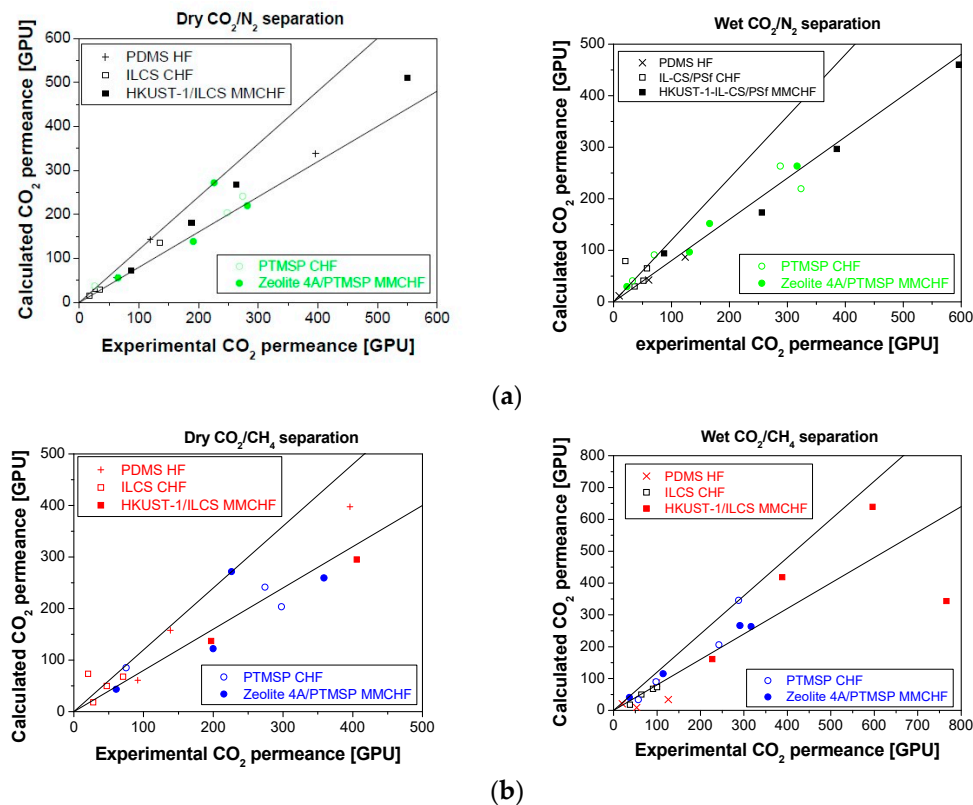 Dry CO₂/N₂ separation
Calculated CO₂ permeance [GPU]
600
500
400
300
200
100
0
PDMS HF
ILCS CHF
HKUST-1/ILCS MMCHF
PTMSP CHF
Zeolite 4A/PTMSP MMCHF
0 100 200 300 400 500 600
Experimental CO₂ permeance [GPU]
Wet CO₂/N₂ separation
Calculated CO₂ permeance [GPU]
500
400
300
200
100
0
PDMS HF
IL-CS/PSf CHF
HKUST-1-IL-CS/PSf MMCHF
PTMSP CHF
Zeolite 4A/PTMSP MMCHF
0 100 200 300 400 500 600
experimental CO₂ permeance [GPU]
(a)
Dry CO₂/CH₄ separation
Calculated CO₂ permeance [GPU]
500
400
300
200
100
0
PDMS HF
ILCS CHF
HKUST-1/ILCS MMCHF
PTMSP CHF
Zeolite 4A/PTMSP MMCHF
0 100 200 300 400 500
Experimental CO₂ permeance [GPU]
Wet CO₂/CH₄ separation
Calculated CO₂ permeance [GPU]
800
700
600
500
400
300
200
100
0
PDMS HF
ILCS CHF
HKUST-1/ILCS MMCHF
PTMSP CHF
Zeolite 4A/PTMSP MMCHF
0 100 200 300 400 500 600 700 800
Experimental CO₂ permeance [GPU]
(b)